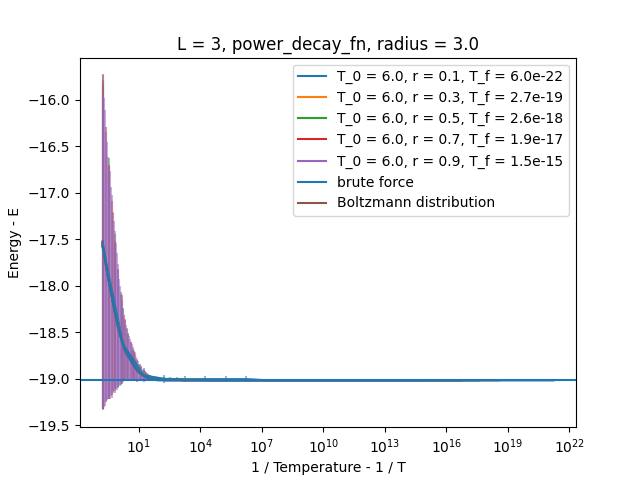 L = 3, power_decay_fn, radius = 3.0
T_0 = 6.0, r = 0.1, T_f = 6.0e-22
T_0 = 6.0, r = 0.3, T_f = 2.7e-19
T_0 = 6.0, r = 0.5, T_f = 2.6e-18
T_0 = 6.0, r = 0.7, T_f = 1.9e-17
T_0 = 6.0, r = 0.9, T_f = 1.5e-15
brute force
Boltzmann distribution
Energy - E
−16.0
−16.5
−17.0
−17.5
−18.0
−18.5
−19.0
−19.5
10¹ 10⁴ 10⁷ 10¹⁰ 10¹³ 10¹⁶ 10¹⁹ 10²²
1 / Temperature - 1 / T